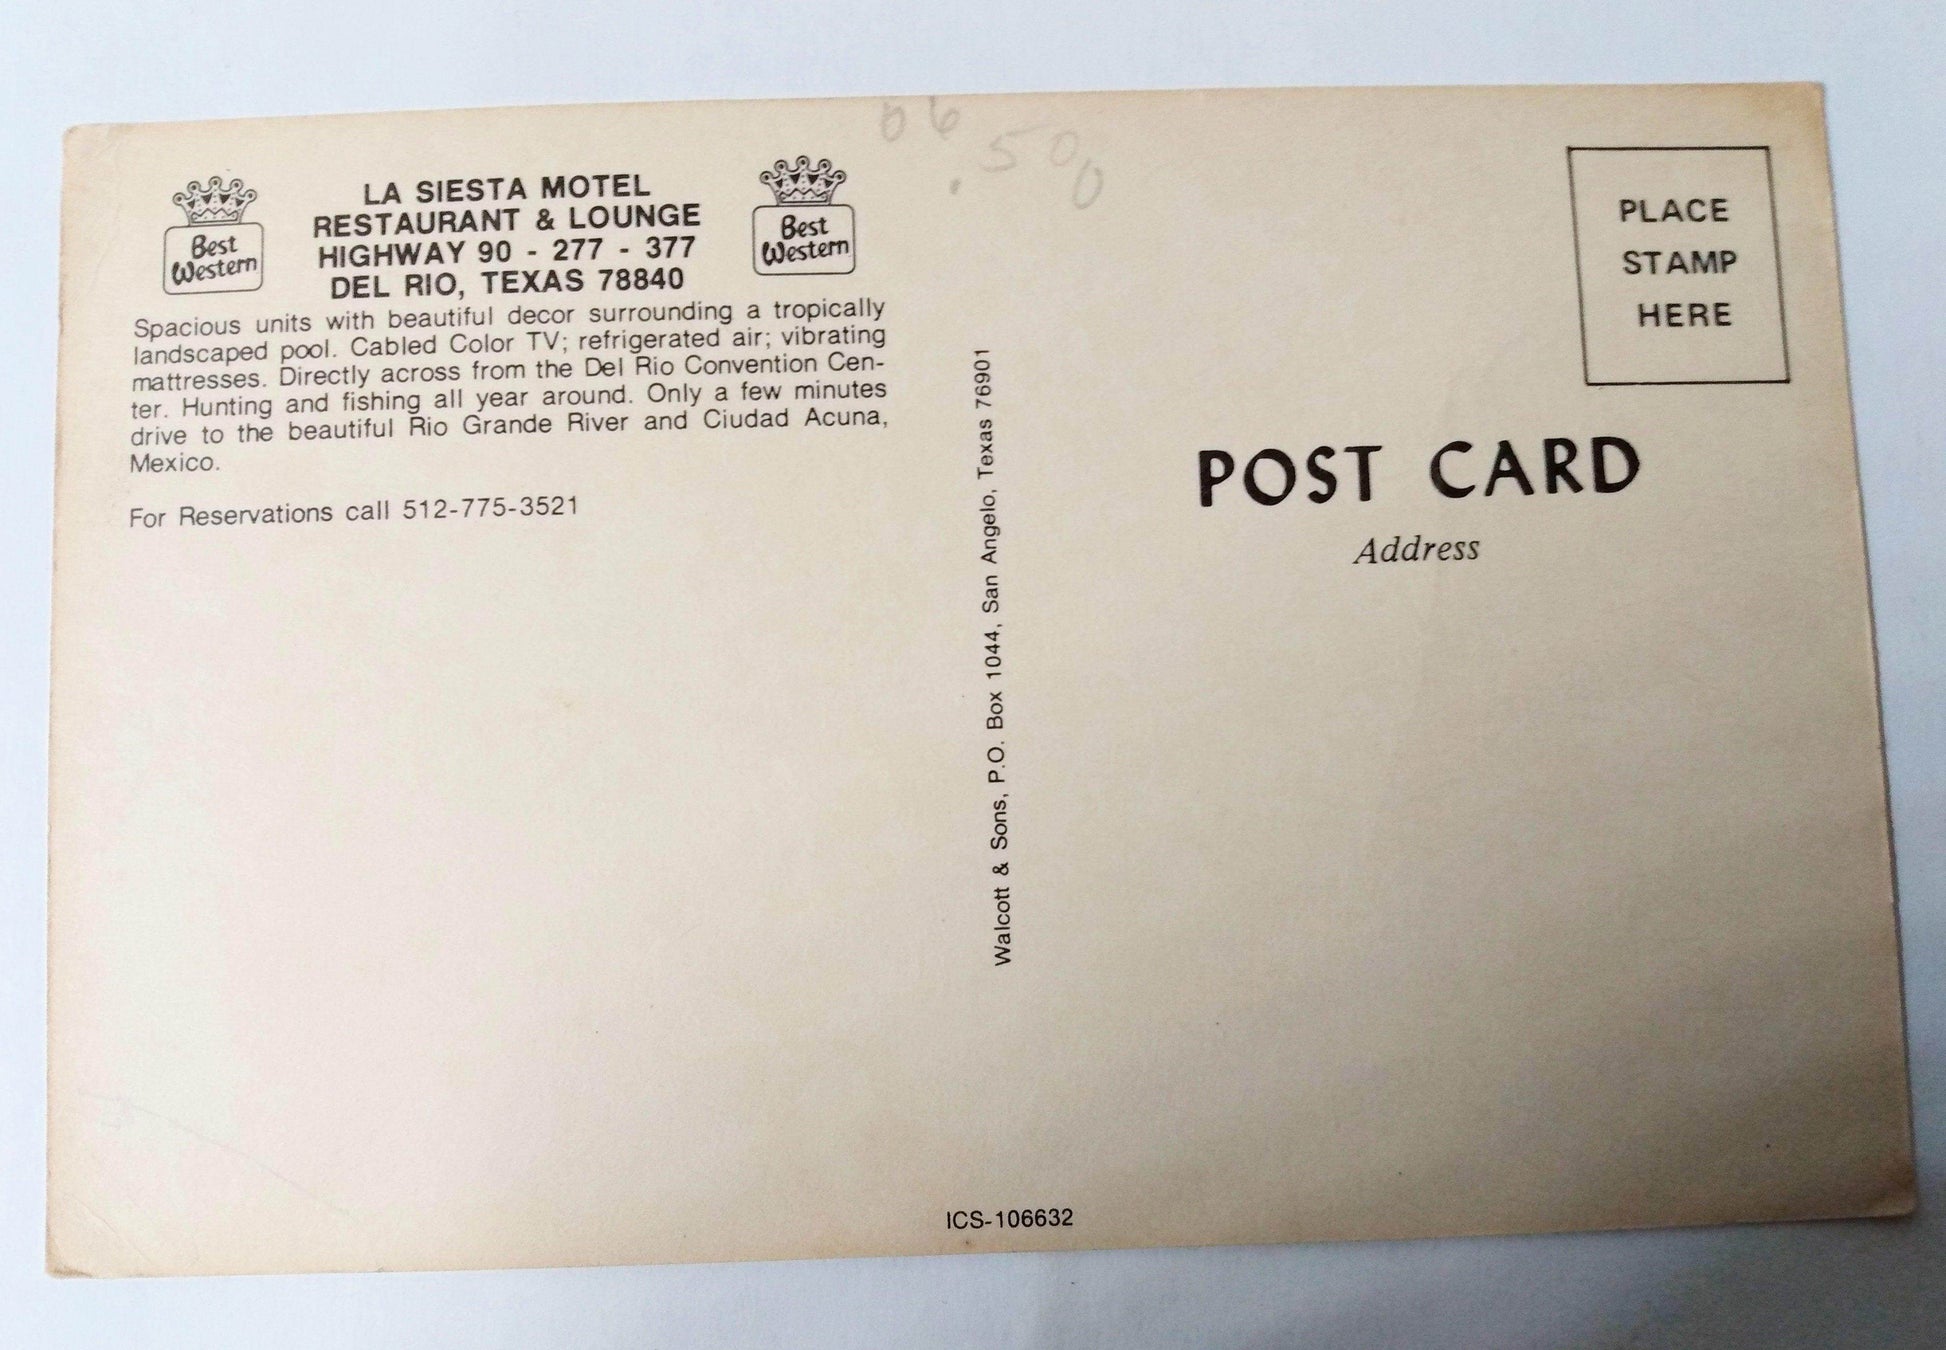 LA SIESTA MOTEL
RESTAURANT & LOUNGE
HIGHWAY 90 - 277 - 377
DEL RIO, TEXAS 78840
Best
Western
Best
Western
Spacious units with beautiful decor surrounding a tropically
landscaped pool. Cabled Color TV; refrigerated air; vibrating
mattresses. Directly across from the Del Rio Convention Cen-
ter. Hunting and fishing all year around. Only a few minutes
drive to the beautiful Rio Grande River and Ciudad Acuna,
Mexico.
For Reservations call 512-775-3521
Walcott & Sons, P.O. Box 1044, San Angelo, Texas 76901
ICS-106632
PLACE
STAMP
HERE
POST CARD
Address